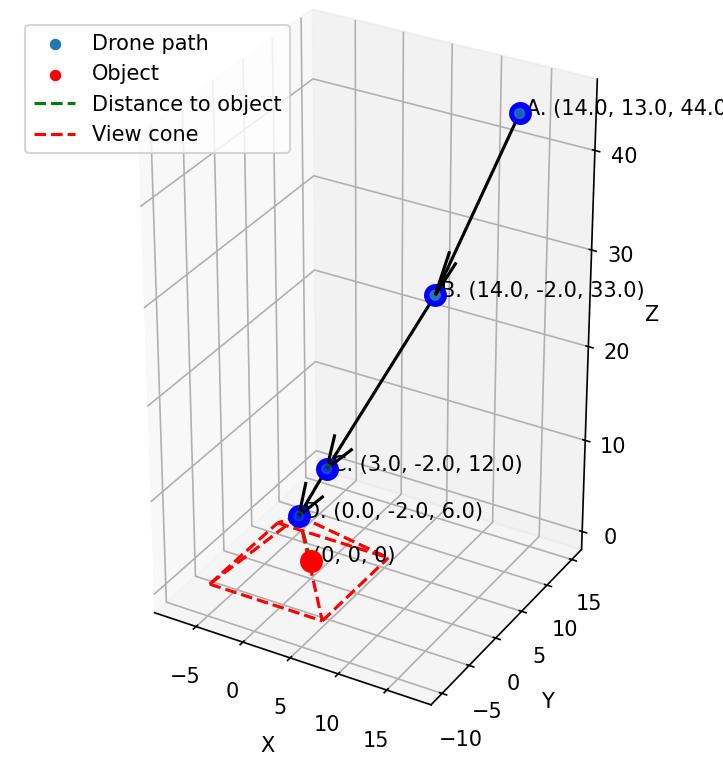 Drone path
Object
Distance to object
View cone
A. (14.0, 13.0, 44.0
B. (14.0, -2.0, 33.0)
C. (3.0, -2.0, 12.0)
D. (0.0, -2.0, 6.0)
(0, 0, 0)
40
30
Z
20
10
0
15
10
5
0
−5
−10
Y
−5
0
5
10
15
X